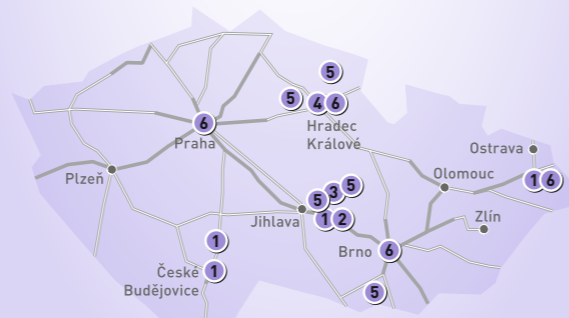 5
5
4 6
6
Hradec
Králové
Praha
Ostrava
Plzeň
Olomouc
1 6
5 3 5
Jihlava
1 2
Zlín
1
Brno 6
České
Budějovice
1
5